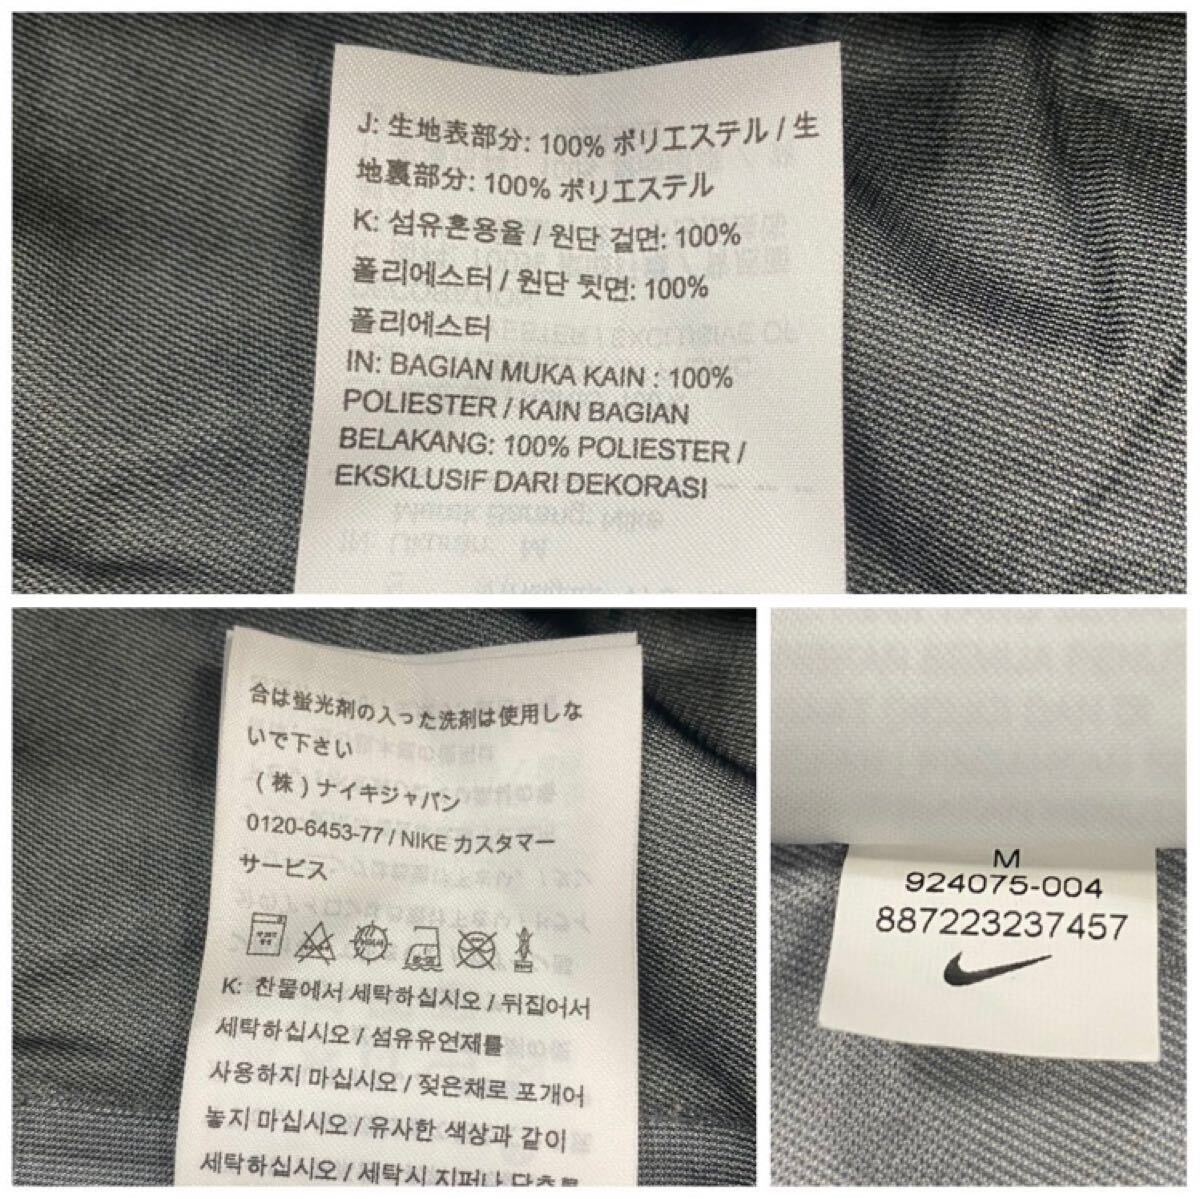 J: 生地表部分: 100% ポリエステル / 生
地裏部分: 100% ポリエステル
K: 섬유혼용율 / 원단 겉면: 100%
폴리에스터 / 원단 뒷면: 100%
폴리에스터
IN: BAGIAN MUKA KAIN : 100%
POLIESTER / KAIN BAGIAN
BELAKANG: 100% POLIESTER /
EKSKLUSIF DARI DEKORASI
合は蛍光剤の入った洗剤は使用しな
いで下さい
(株) ナイキジャパン
0120-6453-77 / NIKE カスタマー
サービス
K: 찬물에서 세탁하십시오 / 뒤집어서
세탁하십시오 / 섬유유연제를
사용하지 마십시오 / 젖은채로 포개어
놓지 마십시오 / 유사한 색상과 같이
세탁하십시오 / 세탁시 지퍼나 단추를
M
924075-004
887223237457